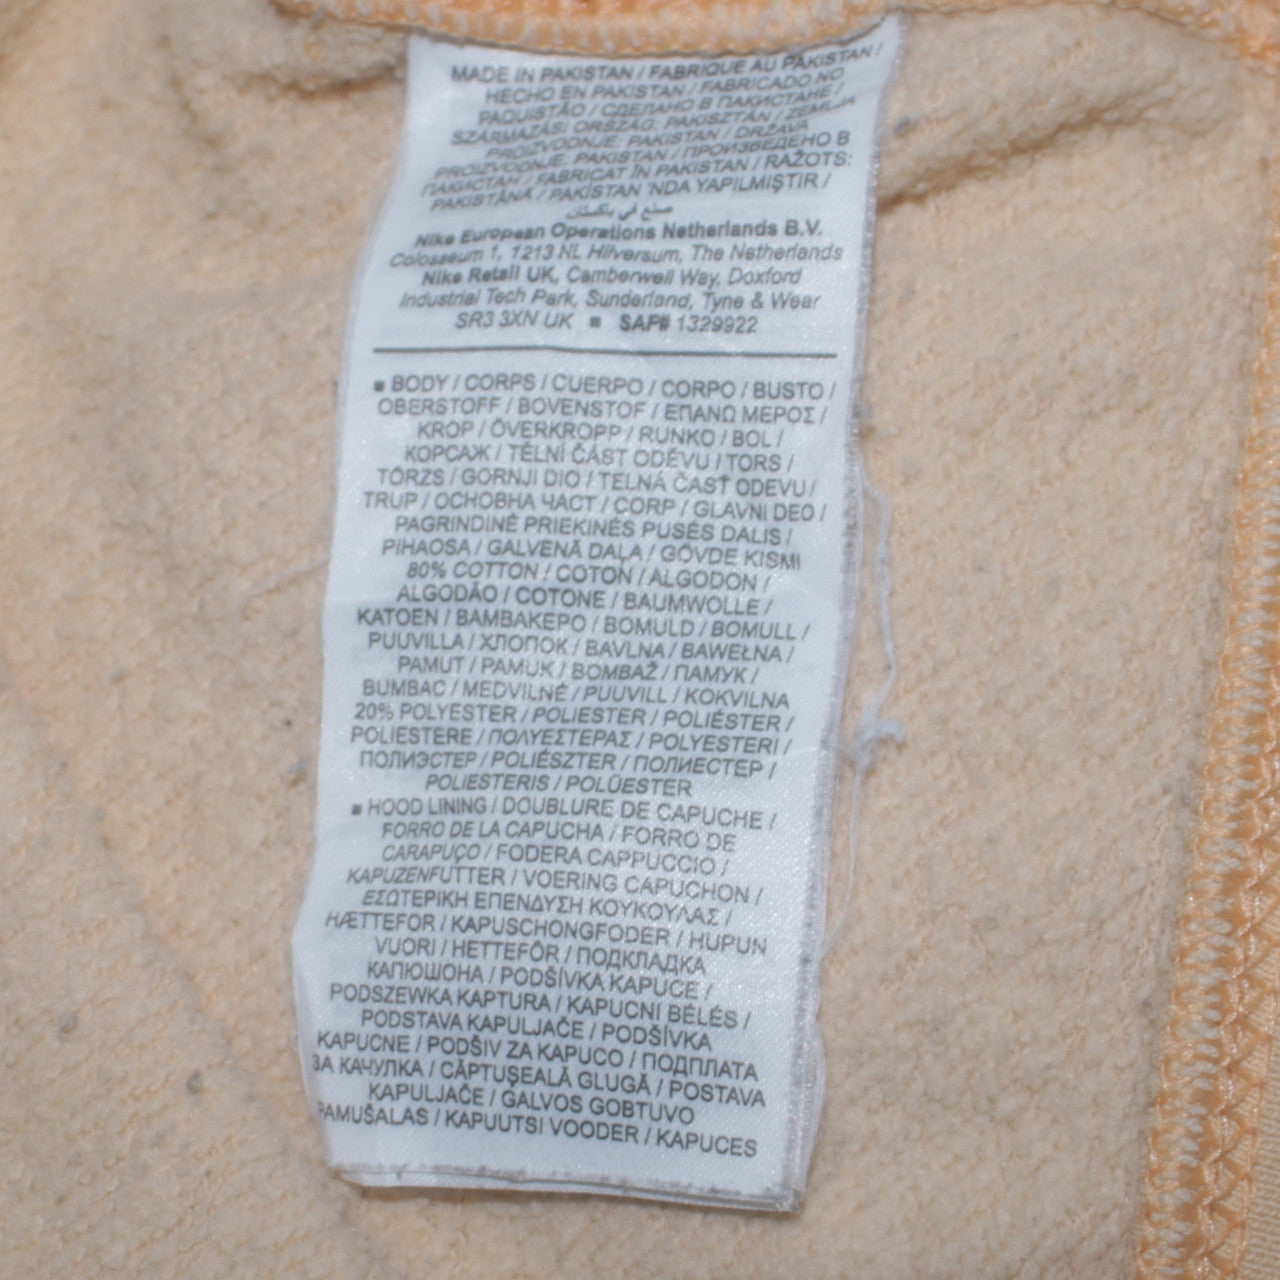 MADE IN PAKISTAN / FABRIQUE AU PAKISTAN /
HECHO EN PAKISTAN / FABRICADO NO
PAQUISTÃO / СДЕЛАНО В ПАКИСТАНЕ /
SZÁRMAZÁSI ORSZÁG: PAKISZTÁN / ZEMLJA
PROIZVODNJE: PAKISTAN / DRŽAVA
PROIZVODNJE: PAKISTAN / ПРОИЗВЕДЕНО В
ПАКИСТАН / FABRICAT ÎN PAKISTAN / RAŽOTS:
PAKISTĀNA / PAKİSTAN 'NDA YAPILMIŞTIR /
صنع في باكستان
Nike European Operations Netherlands B.V.
Colosseum 1, 1213 NL Hilversum, The Netherlands
Nike Retail UK, Camberwell Way, Doxford
Industrial Tech Park, Sunderland, Tyne & Wear
SR3 3XN UK ■ SAP# 1329922
■ BODY / CORPS / CUERPO / CORPO / BUSTO /
OBERSTOFF / BOVENSTOF / ΕΠΑΝΩ ΜΕΡΟΣ /
KROP / ÖVERKROPP / RUNKO / BOL /
КОРСАЖ / TĚLNÍ ČÁST ODĚVU / TORS /
TÖRZS / GORNJI DIO / TELNÁ ČASŤ ODEVU /
TRUP / ОСНОВНА ЧАСТ / CORP / GLAVNI DEO /
PAGRINDINĖ PRIEKINĖS PUSĖS DALIS /
PIHAOSA / GALVENĀ DAĻA / GÖVDE KISMI
80% COTTON / COTON / ALGODON /
ALGODÃO / COTONE / BAUMWOLLE /
KATOEN / ΒΑΜΒΑΚΕΡΟ / BOMULD / BOMULL /
PUUVILLA / ХЛОПОК / BAVLNA / BAWEŁNA /
PAMUT / PAMUK / BOMBAŽ / ПАМУК /
BUMBAC / MEDVILNĖ / PUUVILL / KOKVILNA
20% POLYESTER / POLIESTER / POLIÉSTER /
POLIESTERE / ΠΟΛΥΕΣΤΕΡΑΣ / POLYESTERI /
ПОЛИЭСТЕР / POLIÉSZTER / ПОЛИЕСТЕР /
POLIESTERIS / POLÜESTER
■ HOOD LINING / DOUBLURE DE CAPUCHE /
FORRO DE LA CAPUCHA / FORRO DE
CARAPUÇO / FODERA CAPPUCCIO /
KAPUZENFUTTER / VOERING CAPUCHON /
ΕΣΩΤΕΡΙΚΗ ΕΠΕΝΔΥΣΗ ΚΟΥΚΟΥΛΑΣ /
HÆTTEFOR / KAPUSCHONGFODER / HUPUN
VUORI / HETTEFÔR / ПОДКЛАДКА
КАПЮШОНА / PODŠÍVKA KAPUCE /
PODSZEWKA KAPTURA / KAPUCNI BÉLÉS /
PODSTAVA KAPULJAČE / PODŠÍVKA
KAPUCNE / PODŠIV ZA KAPUCO / ПОДПЛАТА
ЗА КАЧУЛКА / CĂPTUŞEALĂ GLUGĂ / POSTAVA
KAPULJAČE / GALVOS GOBTUVO
PAMUŠALAS / KAPUUTSI VOODER / KAPUCES